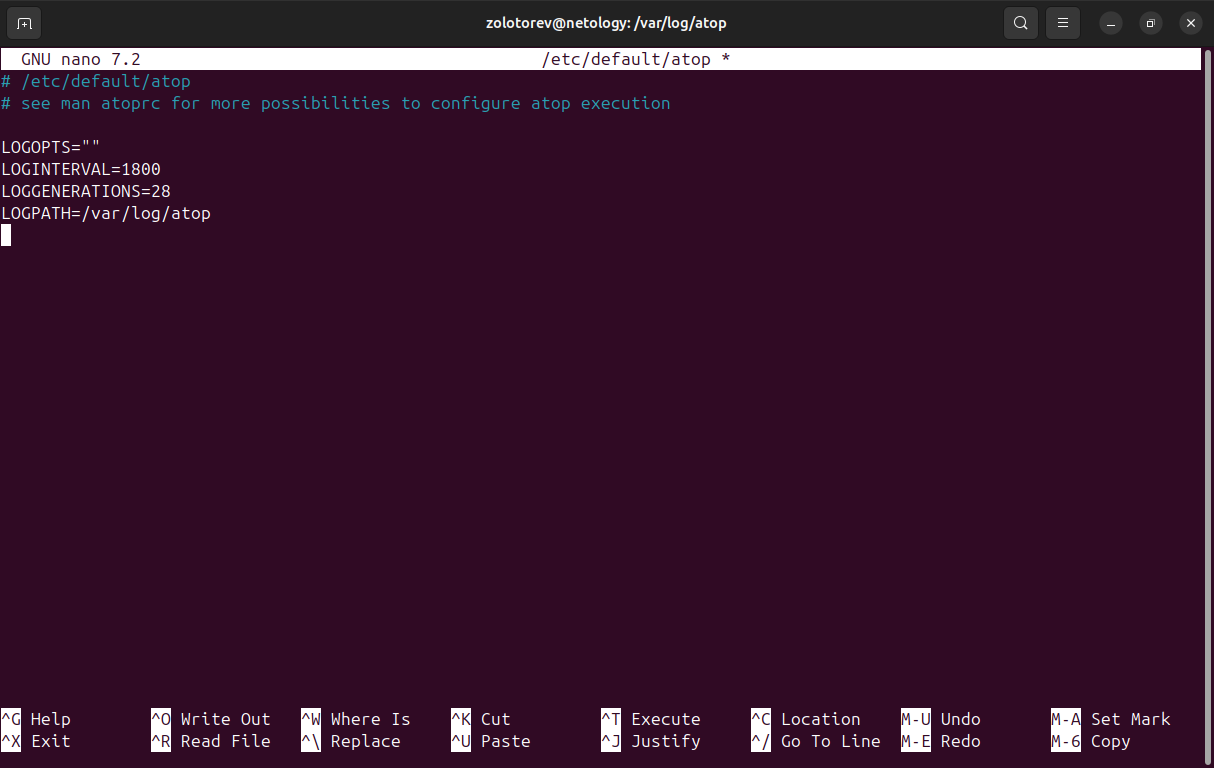 zolotorev@netology: /var/log/atop
GNU nano 7.2 /etc/default/atop *
# /etc/default/atop
# see man atoprc for more possibilities to configure atop execution
LOGOPTS=""
LOGINTERVAL=1800
LOGGENERATIONS=28
LOGPATH=/var/log/atop
^G Help ^O Write Out ^W Where Is ^K Cut ^T Execute ^C Location M-U Undo M-A Set Mark
^X Exit ^R Read File ^\ Replace ^U Paste ^J Justify ^/ Go To Line M-E Redo M-6 Copy